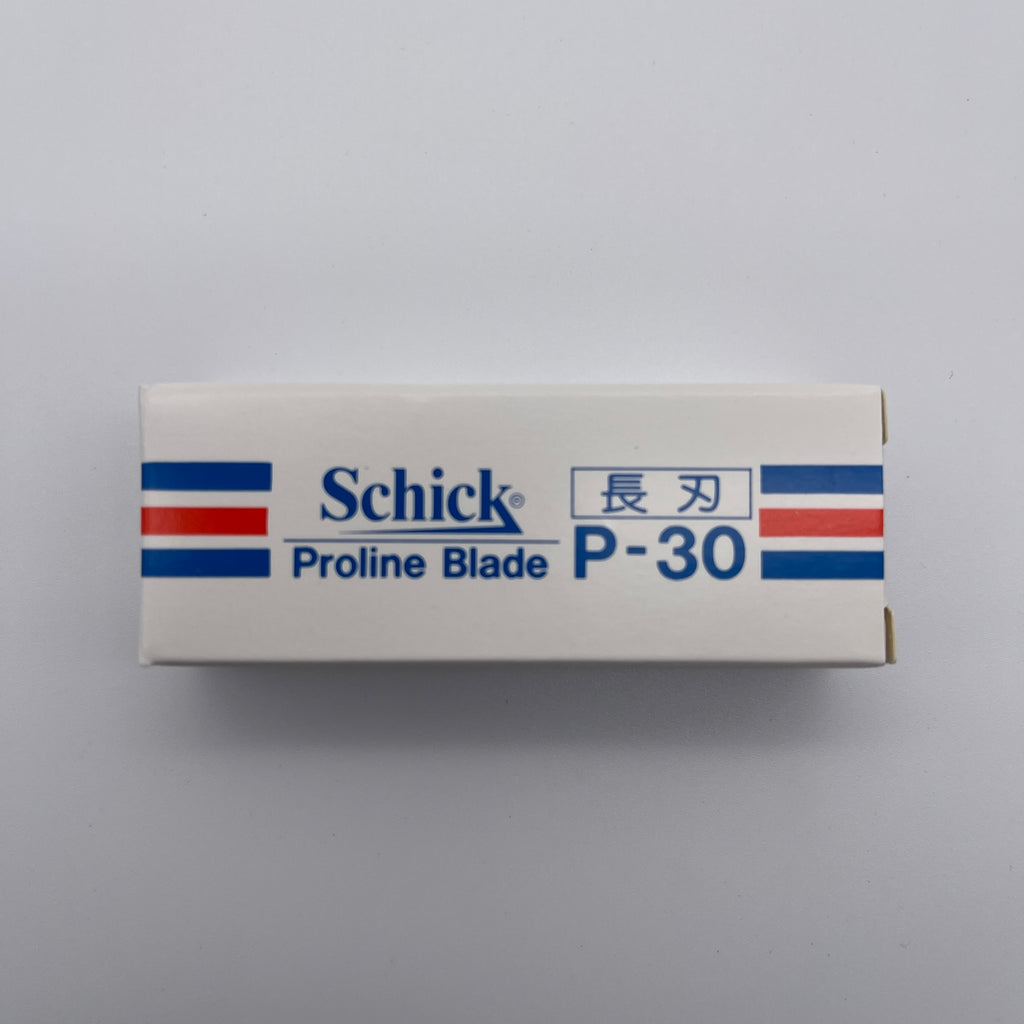 Schick®
Proline Blade
長刃
P-30